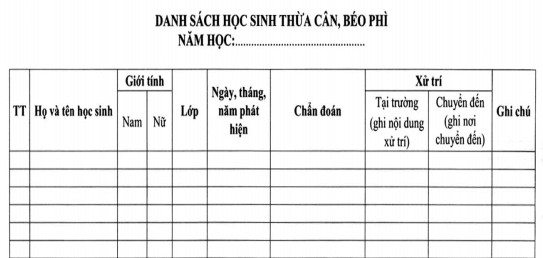 DANH SÁCH HỌC SINH THỪA CÂN, BÉO PHÌ
NĂM HỌC:..............................................
TT
Họ và tên học sinh
Giới tính
Nam
Nữ
Lớp
Ngày, tháng,
năm phát
hiện
Chẩn đoán
Xử trí
Tại trường
(ghi nội dung
xử trí)
Chuyển đến
(ghi nơi
chuyển đến)
Ghi chú